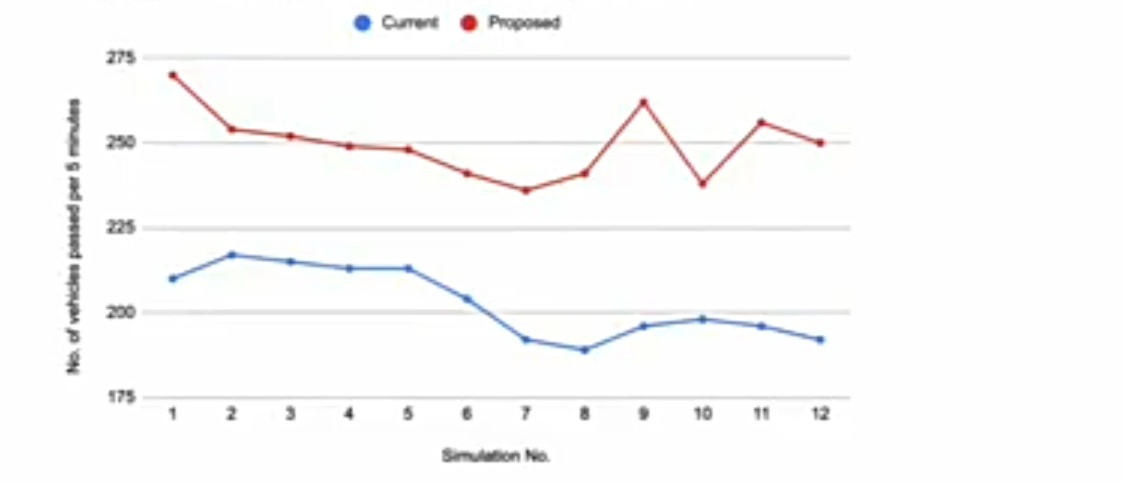 Current Proposed
275
250
225
200
175
No. of vehicles passed per 5 minutes
1 2 3 4 5 6 7 8 9 10 11 12
Simulation No.